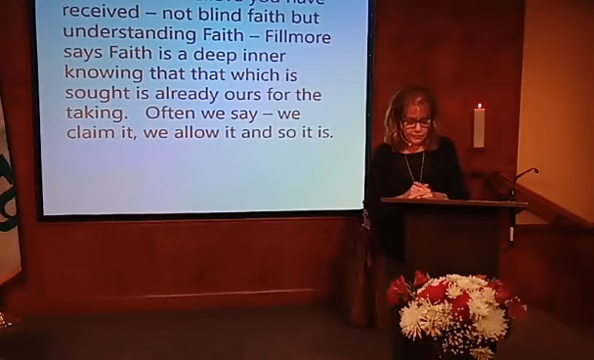 received – not blind faith but
understanding Faith – Fillmore
says Faith is a deep inner
knowing that that which is
sought is already ours for the
taking. Often we say – we
claim it, we allow it and so it is.